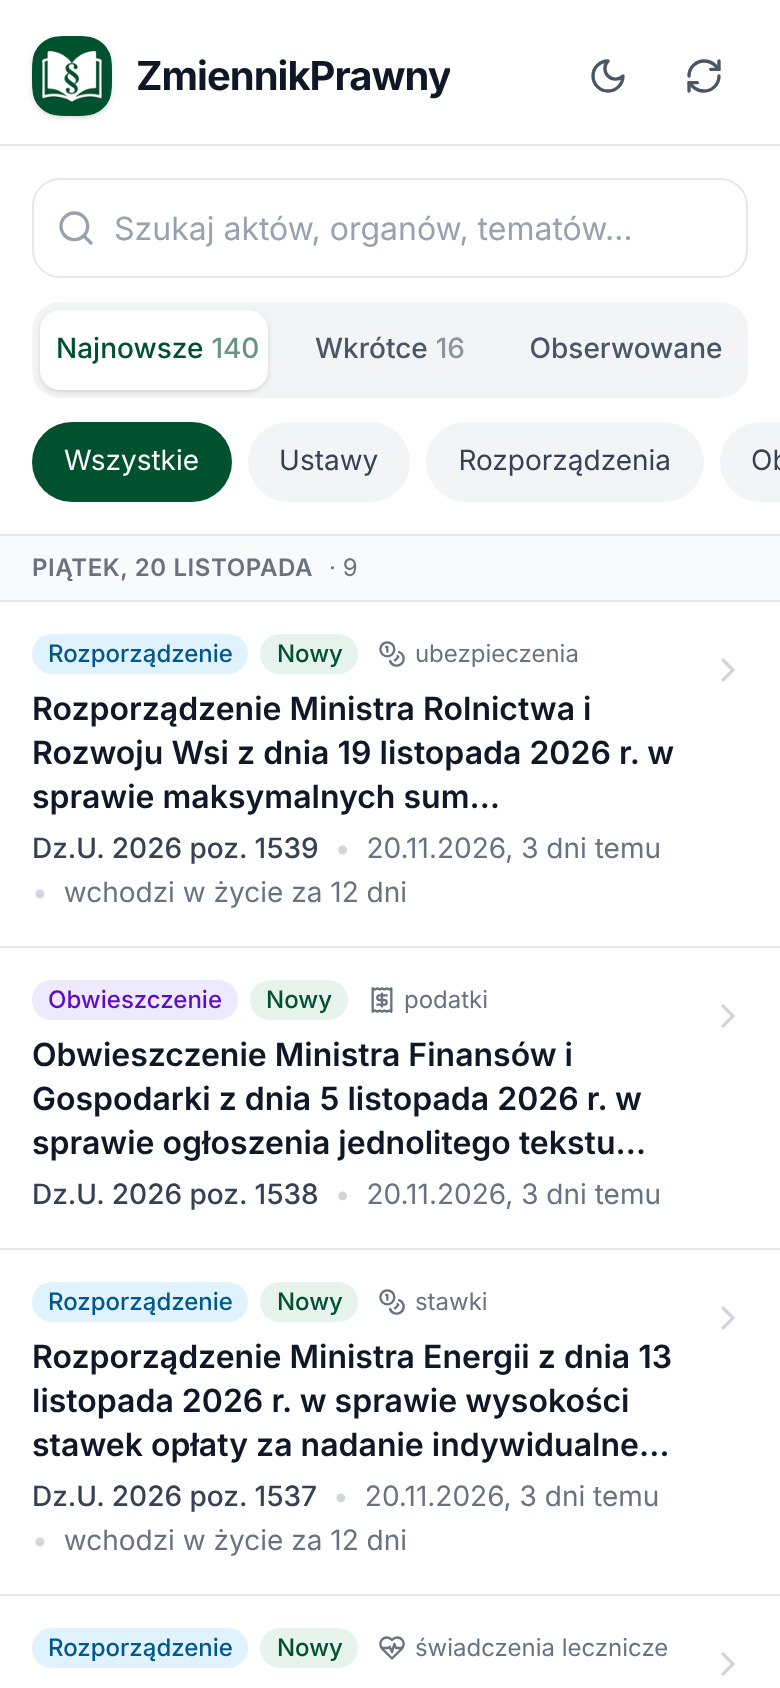 §
ZmiennikPrawny
Szukaj aktów, organów, tematów...
Najnowsze 140 Wkrótce 16 Obserwowane
Wszystkie Ustawy Rozporządzenia Ob
PIĄTEK, 20 LISTOPADA · 9
Rozporządzenie Nowy ubezpieczenia
Rozporządzenie Ministra Rolnictwa i
Rozwoju Wsi z dnia 19 listopada 2026 r. w
sprawie maksymalnych sum...
Dz.U. 2026 poz. 1539 • 20.11.2026, 3 dni temu
• wchodzi w życie za 12 dni
Obwieszczenie Nowy podatki
Obwieszczenie Ministra Finansów i
Gospodarki z dnia 5 listopada 2026 r. w
sprawie ogłoszenia jednolitego tekstu...
Dz.U. 2026 poz. 1538 • 20.11.2026, 3 dni temu
Rozporządzenie Nowy stawki
Rozporządzenie Ministra Energii z dnia 13
listopada 2026 r. w sprawie wysokości
stawek opłaty za nadanie indywidualne...
Dz.U. 2026 poz. 1537 • 20.11.2026, 3 dni temu
• wchodzi w życie za 12 dni
Rozporządzenie Nowy świadczenia lecznicze